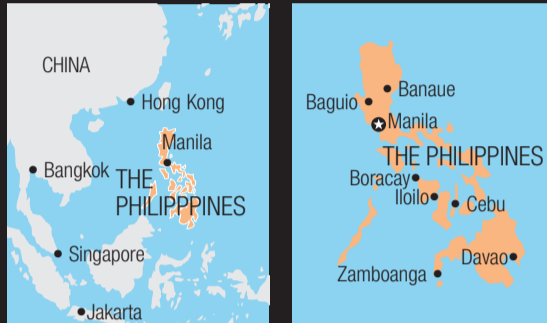 CHINA
Hong Kong
Manila
Bangkok
THE
PHILIPPPINES
Singapore
Jakarta
Banaue
Baguio
Manila
THE PHILIPPINES
Boracay
Iloilo
Cebu
Davao
Zamboanga